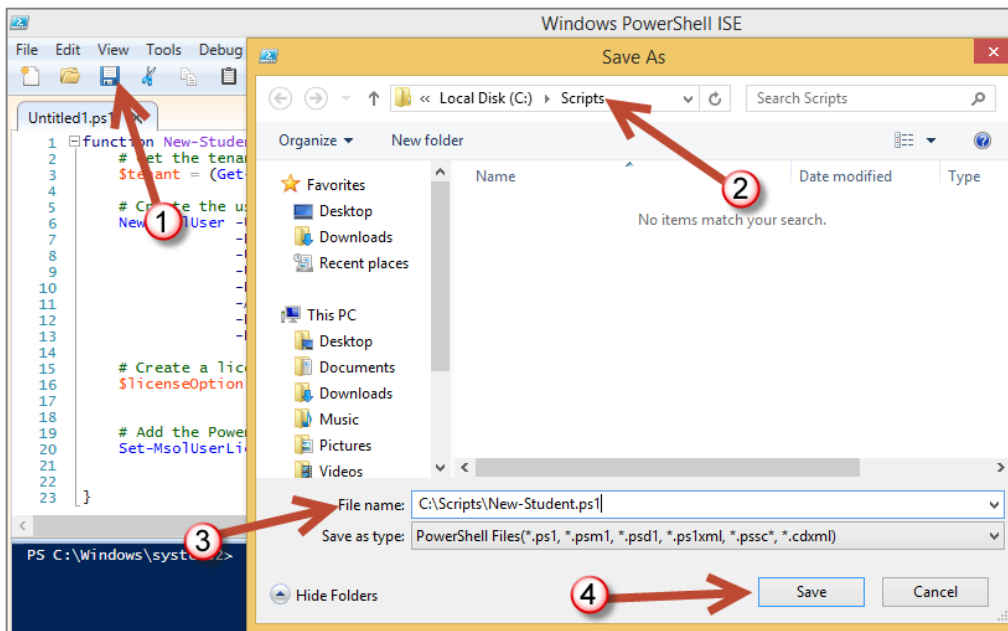 Windows PowerShell ISE
File Edit View Tools Debug
Save As
« Local Disk (C:) Scripts
Search Scripts
Untitled1.ps1
Organize
New folder
Favorites
Desktop
Downloads
Recent places
This PC
Desktop
Documents
Downloads
Music
Pictures
Videos
Name
Date modified
Type
No items match your search.
1 function New-Stude
2 # Get the tenan
3 $tenant = (Get-
4
5 # Create the us
6 -U
7
8
9
10
11
12
13
14
15 # Create a lic
16 $licenseOption
17
18
19 # Add the Power
20 Set-MsolUserLi
21
22
23 }
PS C:\Windows\
File name: C:\Scripts\New-Student.ps1
Save as type: PowerShell Files(*.ps1, *.psm1, *.psd1, *.ps1xml, *.pssc*, *.cdxml)
Hide Folders
Save
Cancel
1
2
3
4